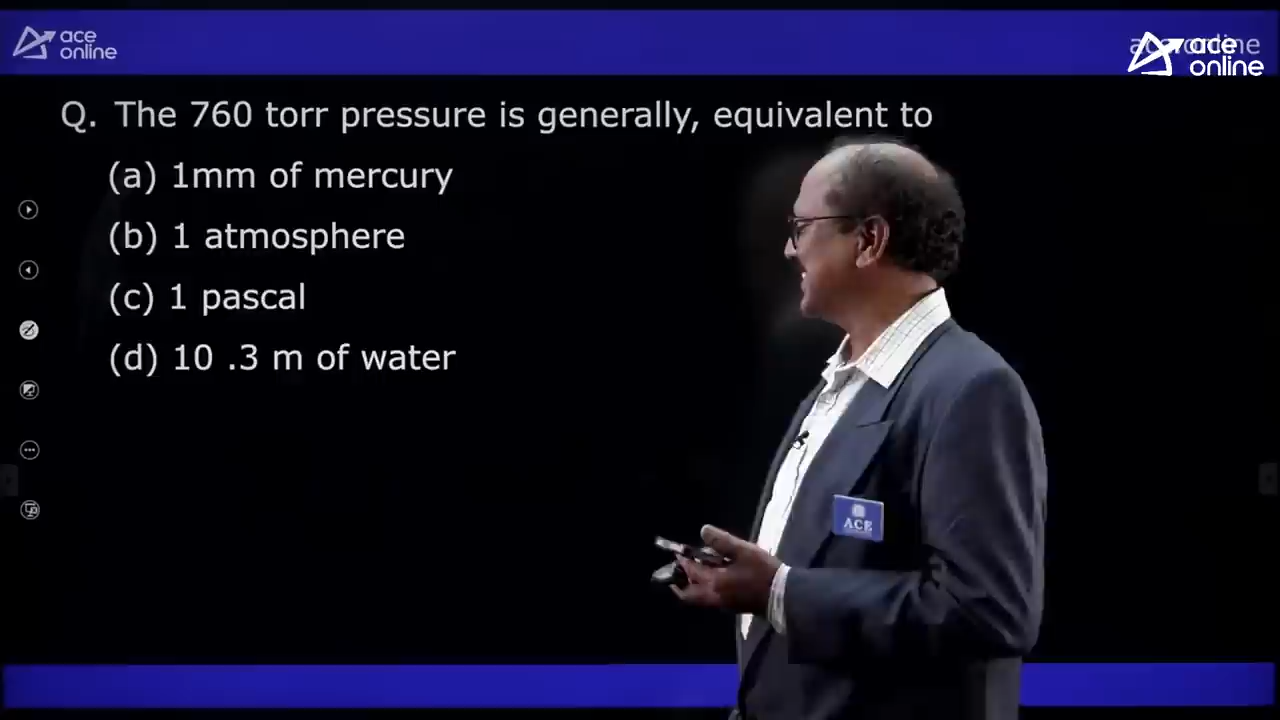 ace
online
ace
online
Q. The 760 torr pressure is generally, equivalent to
(a) 1mm of mercury
(b) 1 atmosphere
(c) 1 pascal
(d) 10 .3 m of water
ACE